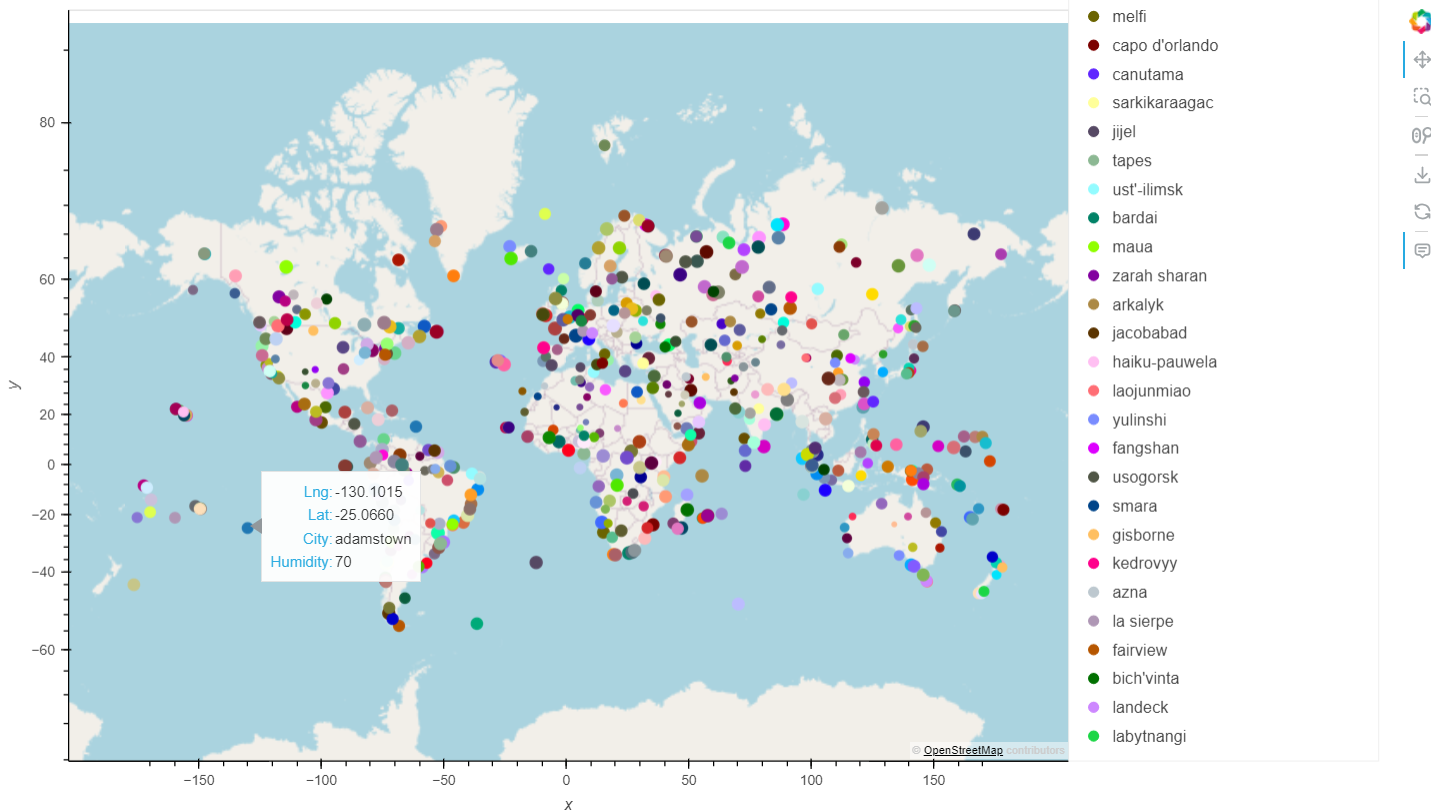 80
60
40
20
0
−20
−40
−60
y
−150
−100
−50
0
50
100
150
x
Lng: -130.1015
Lat: -25.0660
City: adamstown
Humidity: 70
© OpenStreetMap contributors
melfi
capo d'orlando
canutama
sarkikaraagac
jijel
tapes
ust'-ilimsk
bardai
maua
zarah sharan
arkalyk
jacobabad
haiku-pauwela
laojunmiao
yulinshi
fangshan
usogorsk
smara
gisborne
kedrovyy
azna
la sierpe
fairview
bich'vinta
landeck
labytnangi